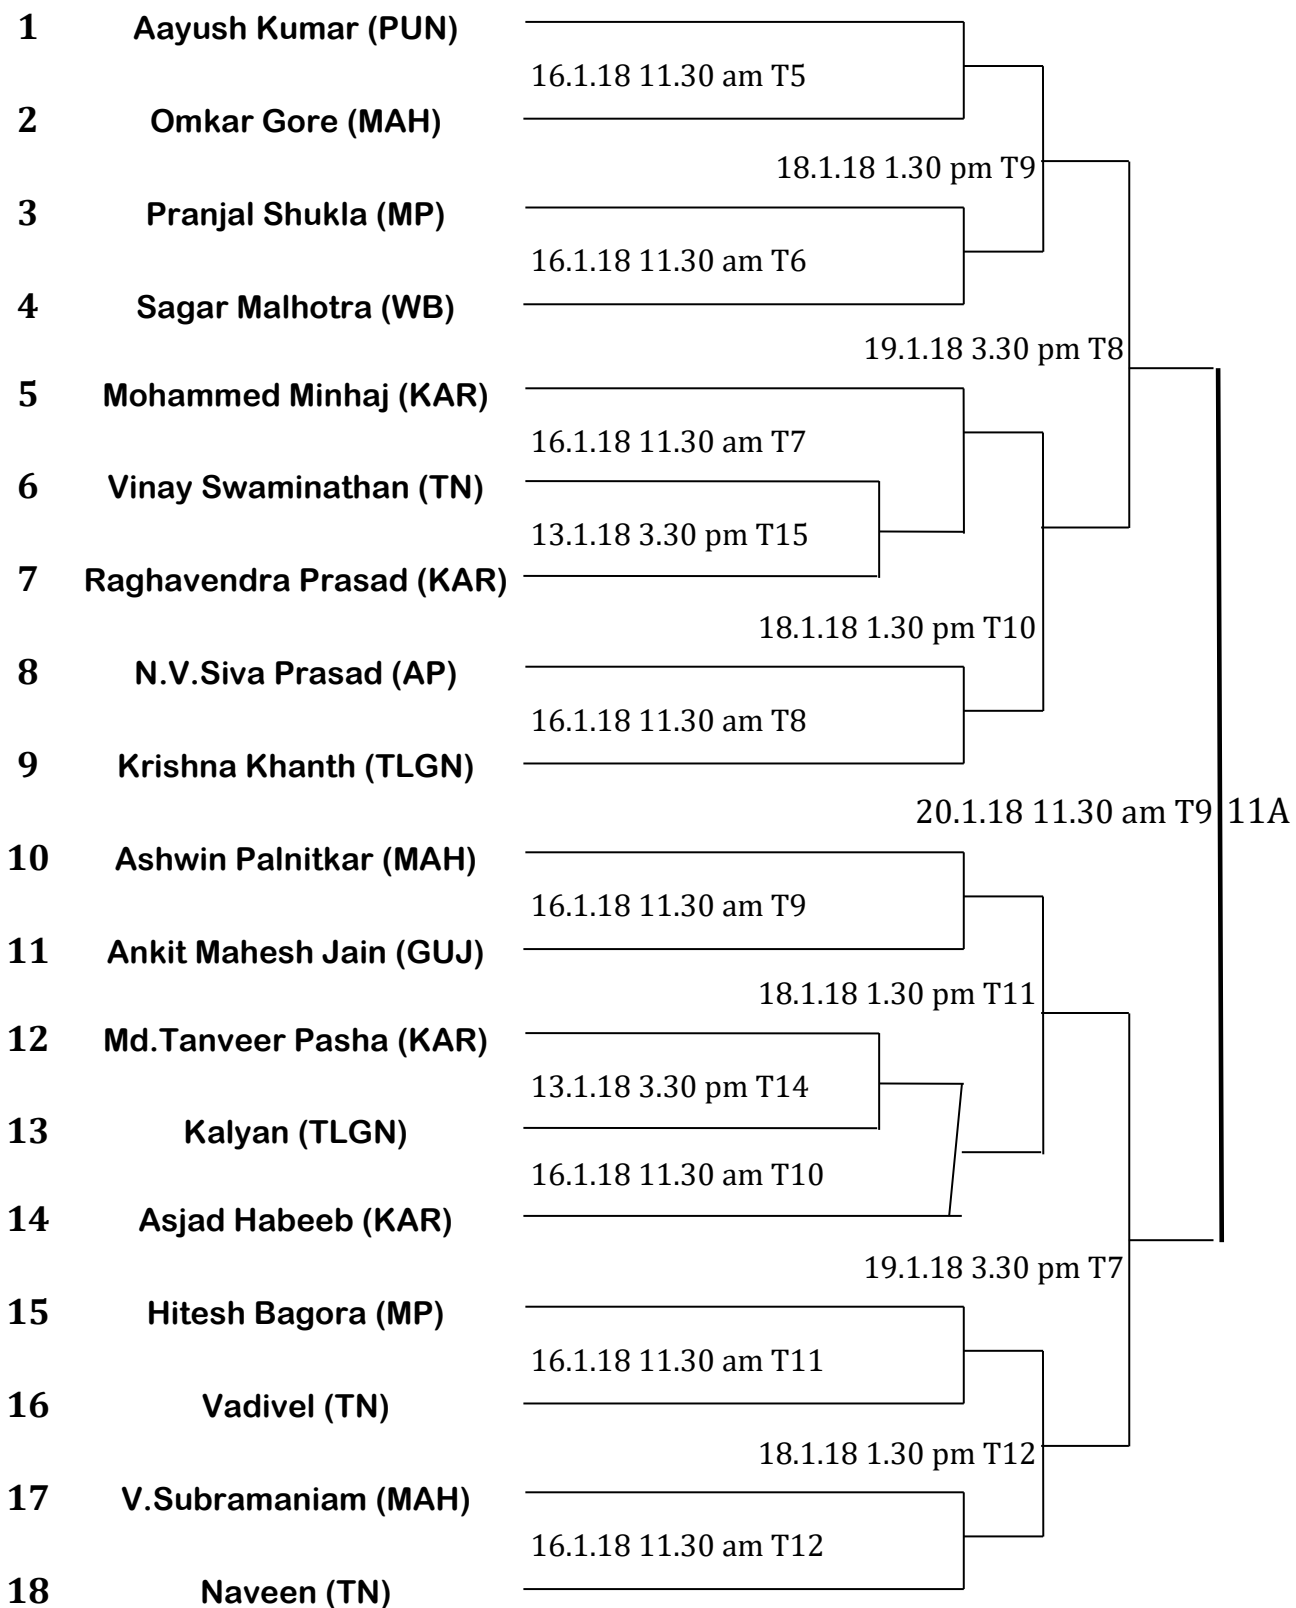 1 Aayush Kumar (PUN)
16.1.18 11.30 am T5
2 Omkar Gore (MAH)
18.1.18 1.30 pm T9
3 Pranjal Shukla (MP)
16.1.18 11.30 am T6
4 Sagar Malhotra (WB)
19.1.18 3.30 pm T8
5 Mohammed Minhaj (KAR)
16.1.18 11.30 am T7
6 Vinay Swaminathan (TN)
13.1.18 3.30 pm T15
7 Raghavendra Prasad (KAR)
18.1.18 1.30 pm T10
8 N.V.Siva Prasad (AP)
16.1.18 11.30 am T8
9 Krishna Khanth (TLGN)
20.1.18 11.30 am T9 11A
10 Ashwin Palnitkar (MAH)
16.1.18 11.30 am T9
11 Ankit Mahesh Jain (GUJ)
18.1.18 1.30 pm T11
12 Md.Tanveer Pasha (KAR)
13.1.18 3.30 pm T14
13 Kalyan (TLGN)
16.1.18 11.30 am T10
14 Asjad Habeeb (KAR)
19.1.18 3.30 pm T7
15 Hitesh Bagora (MP)
16.1.18 11.30 am T11
16 Vadivel (TN)
18.1.18 1.30 pm T12
17 V.Subramaniam (MAH)
16.1.18 11.30 am T12
18 Naveen (TN)